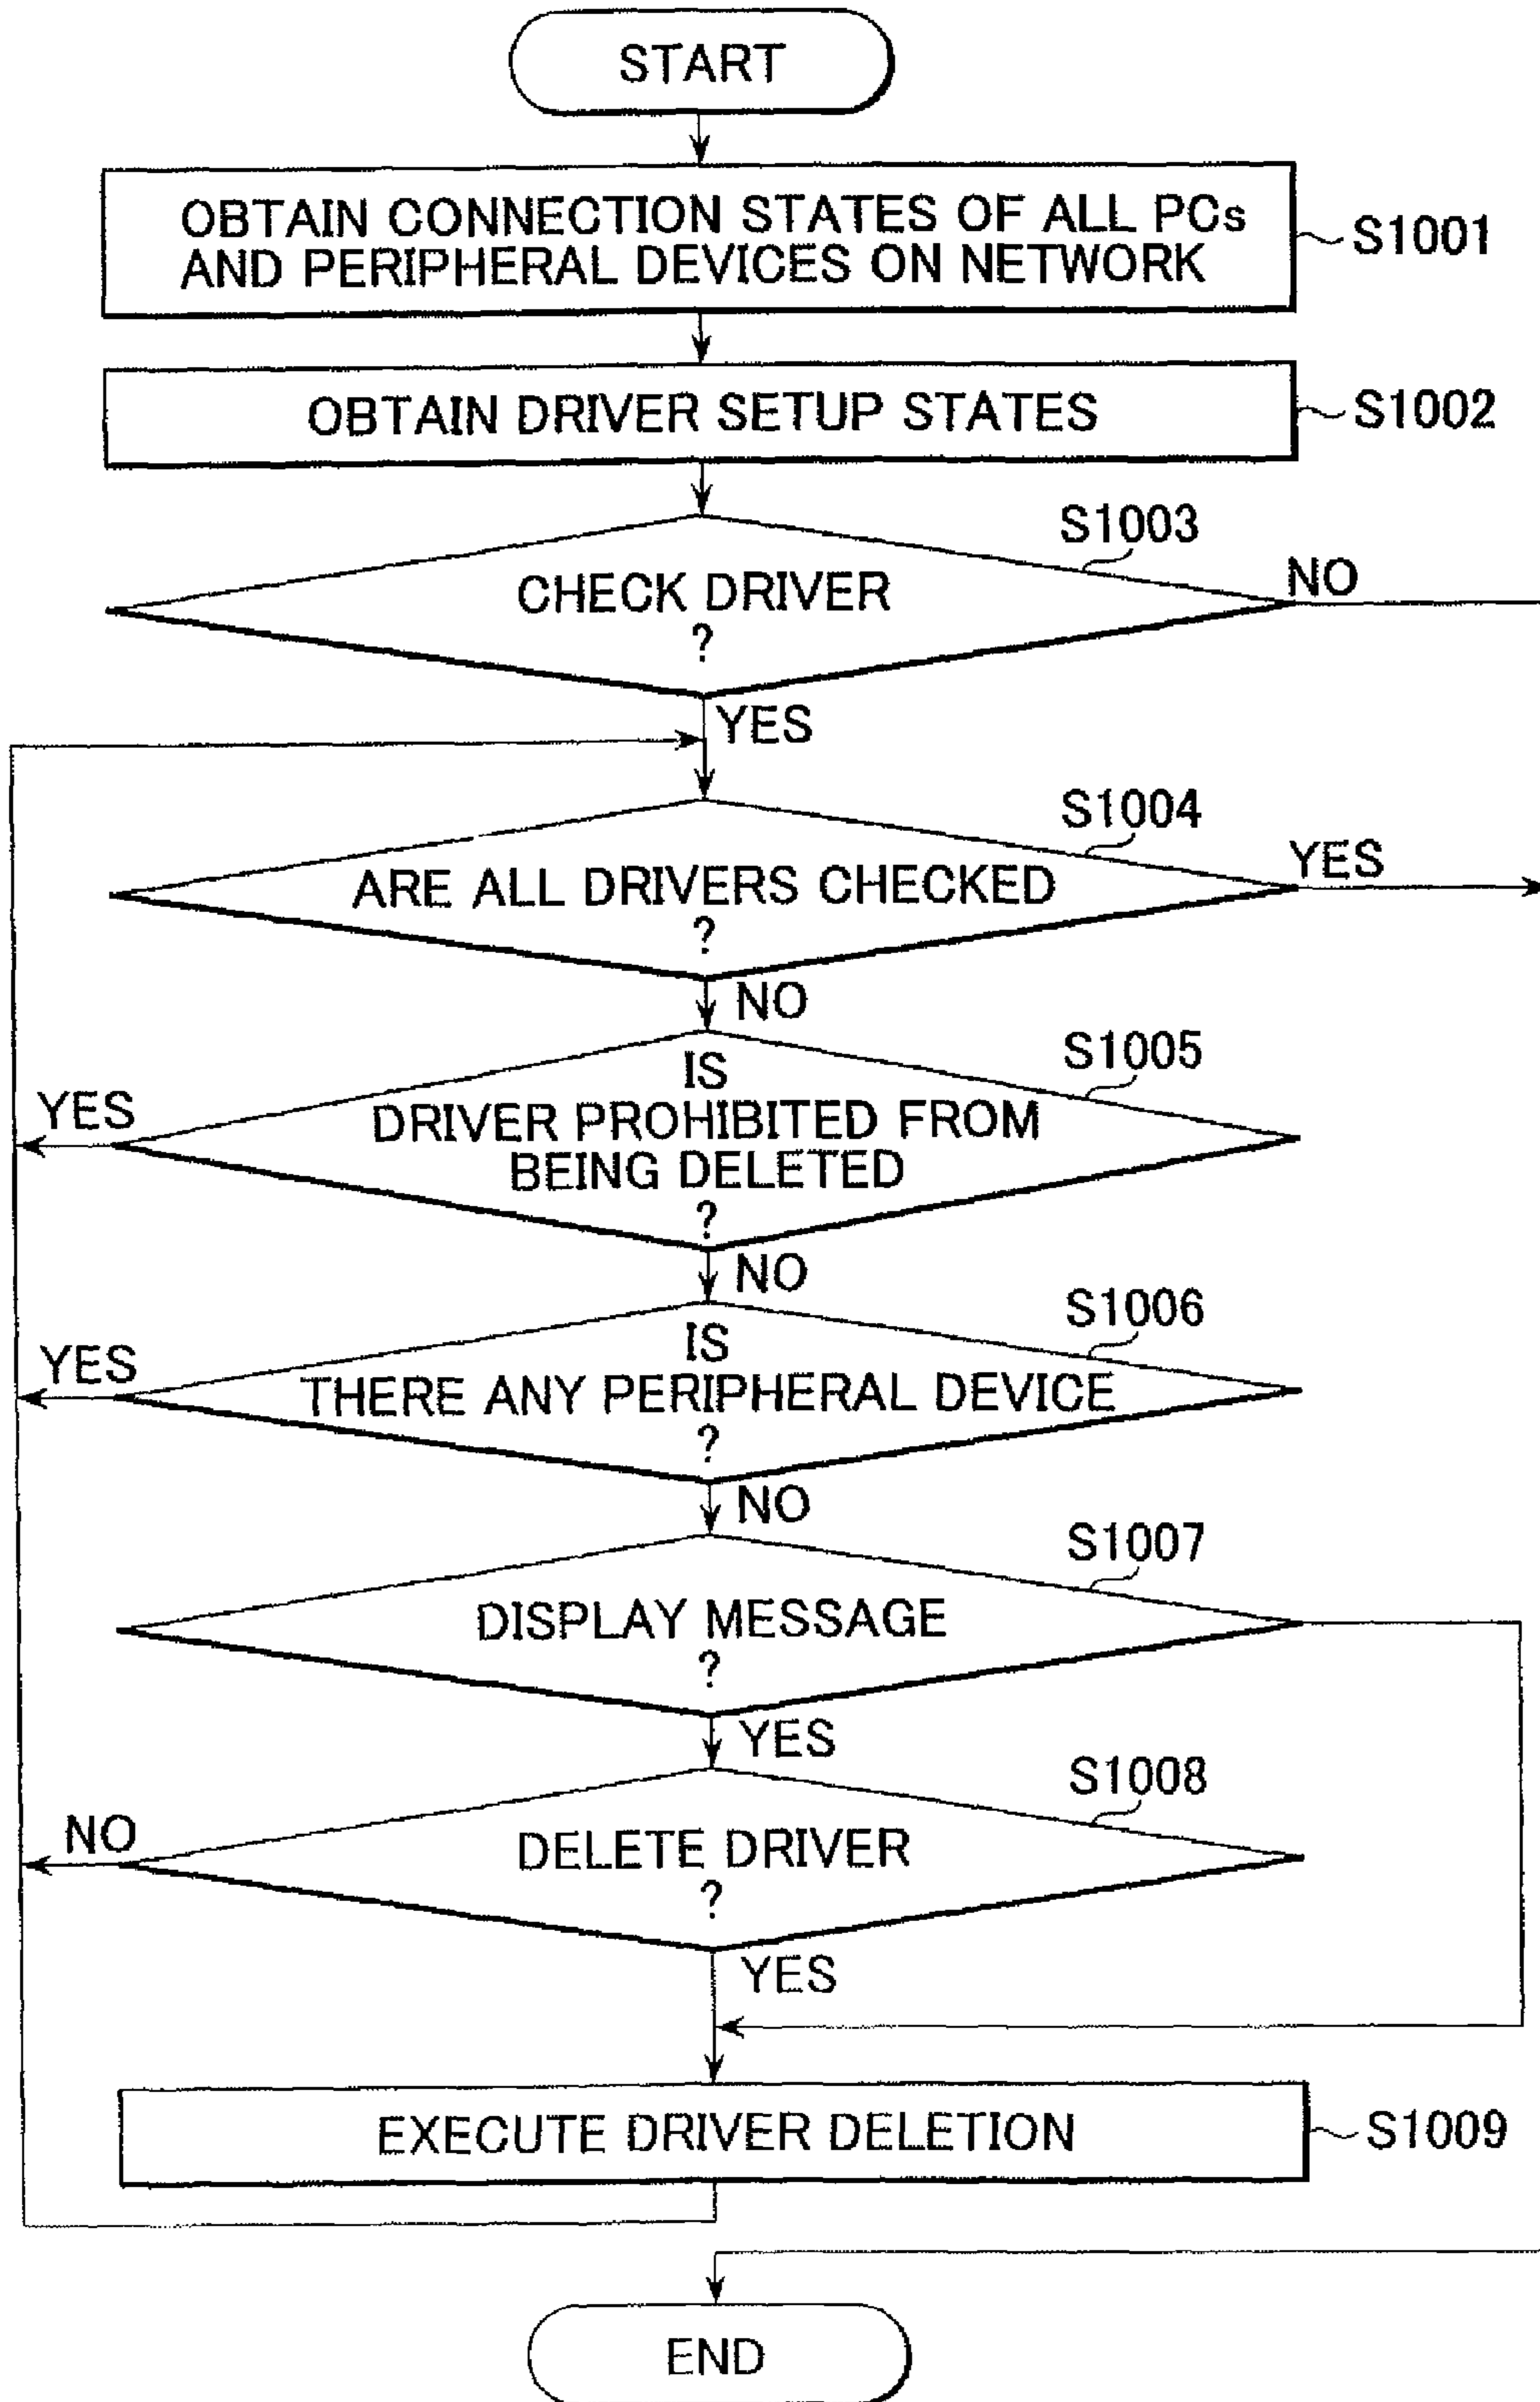 START
OBTAIN CONNECTION STATES OF ALL PCs
AND PERIPHERAL DEVICES ON NETWORK
S1001
OBTAIN DRIVER SETUP STATES
S1002
S1003
CHECK DRIVER
?
NO
YES
S1004
ARE ALL DRIVERS CHECKED
?
YES
NO
S1005
IS
DRIVER PROHIBITED FROM
BEING DELETED
?
YES
NO
S1006
IS
THERE ANY PERIPHERAL DEVICE
?
YES
NO
S1007
DISPLAY MESSAGE
?
YES
S1008
DELETE DRIVER
?
NO
YES
EXECUTE DRIVER DELETION
S1009
END